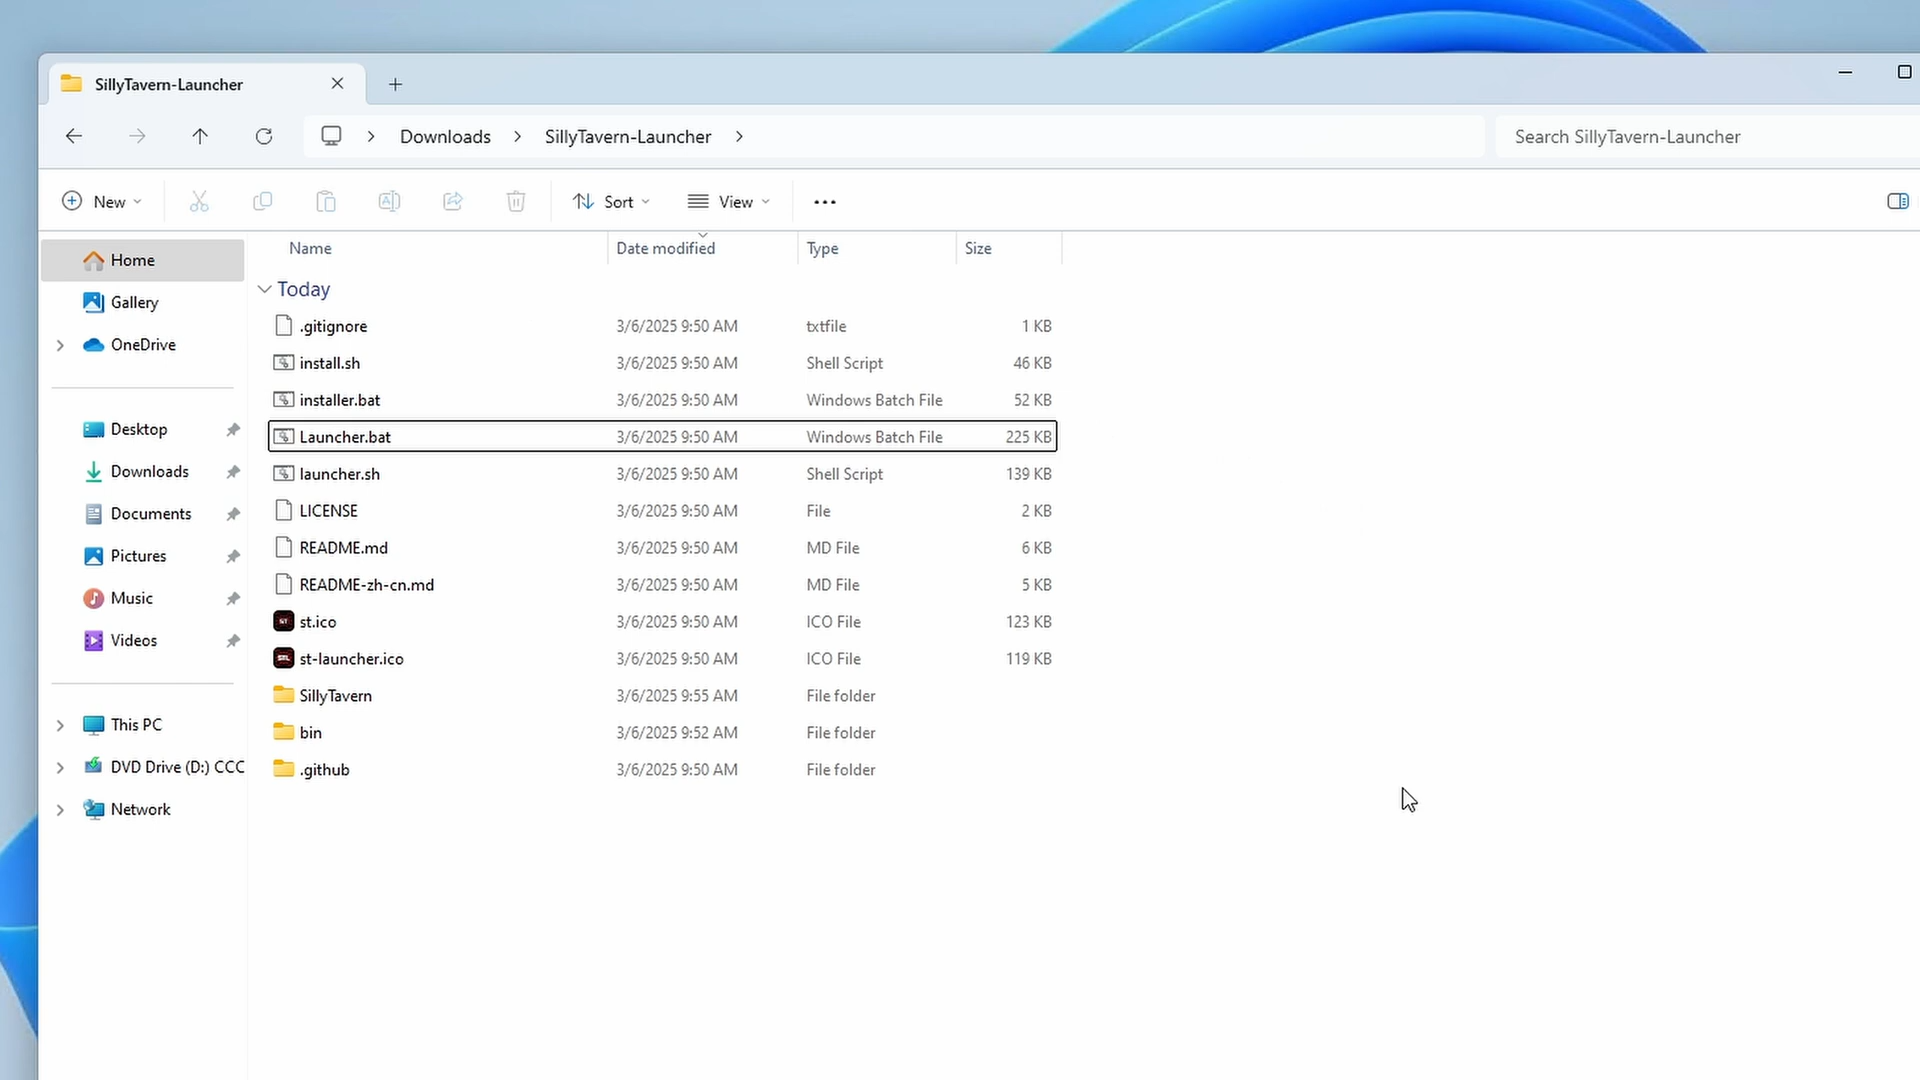 SillyTavern-Launcher
Downloads
SillyTavern-Launcher
Search SillyTavern-Launcher
New
Sort
View
Name Date modified Type Size
Home
Gallery
OneDrive
Desktop
Downloads
Documents
Pictures
Music
Videos
This PC
DVD Drive (D:) CCC
Network
Today
.gitignore 3/6/2025 9:50 AM txtfile 1 KB
install.sh 3/6/2025 9:50 AM Shell Script 46 KB
installer.bat 3/6/2025 9:50 AM Windows Batch File 52 KB
Launcher.bat 3/6/2025 9:50 AM Windows Batch File 225 KB
launcher.sh 3/6/2025 9:50 AM Shell Script 139 KB
LICENSE 3/6/2025 9:50 AM File 2 KB
README.md 3/6/2025 9:50 AM MD File 6 KB
README-zh-cn.md 3/6/2025 9:50 AM MD File 5 KB
st.ico 3/6/2025 9:50 AM ICO File 123 KB
st-launcher.ico 3/6/2025 9:50 AM ICO File 119 KB
SillyTavern 3/6/2025 9:55 AM File folder
bin 3/6/2025 9:52 AM File folder
.github 3/6/2025 9:50 AM File folder